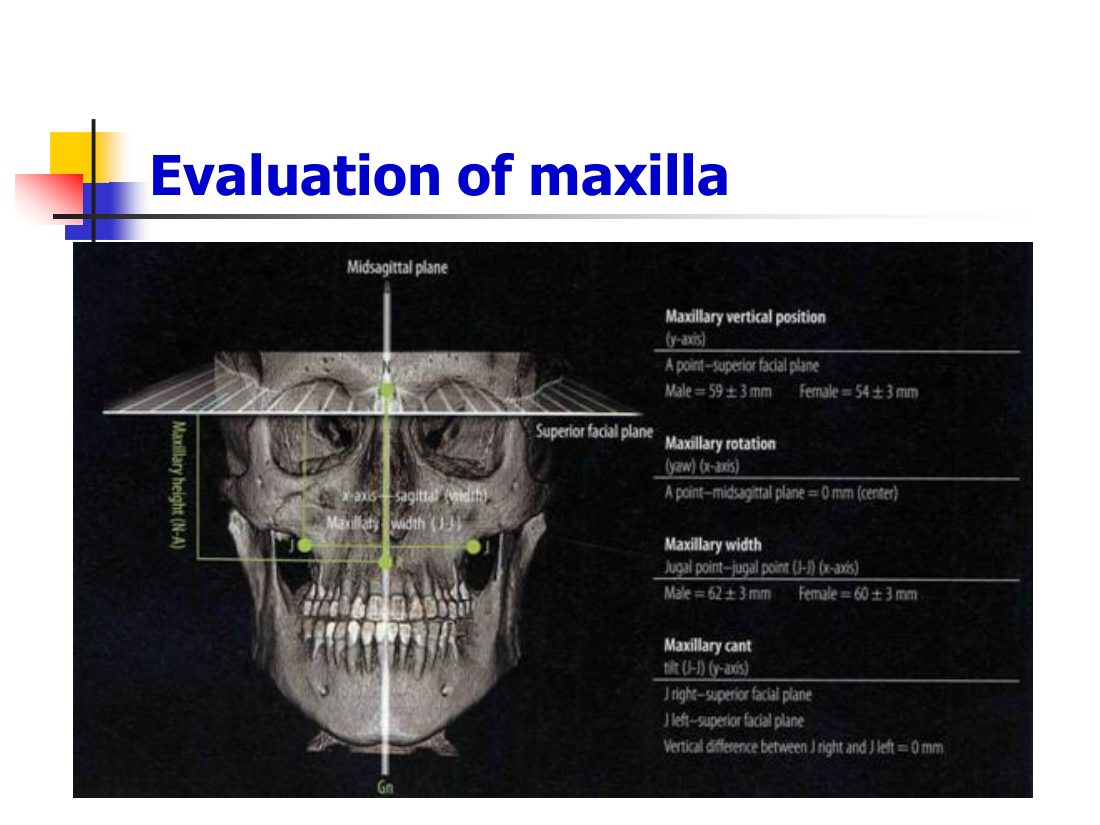 Evaluation of maxilla
Midsagittal plane
N
Superior facial plane
Maxillary height (N-A)
x-axis—sagittal (width)
Maxillary width (J-J)
J
J
Gn
Maxillary vertical position
(y-axis)
A point–superior facial plane
Male = 59 ± 3 mm Female = 54 ± 3 mm
Maxillary rotation
(yaw) (x-axis)
A point–midsagittal plane = 0 mm (center)
Maxillary width
Jugal point–jugal point (J-J) (x-axis)
Male = 62 ± 3 mm Female = 60 ± 3 mm
Maxillary cant
tilt (J-J) (y-axis)
J right–superior facial plane
J left–superior facial plane
Vertical difference between J right and J left = 0 mm